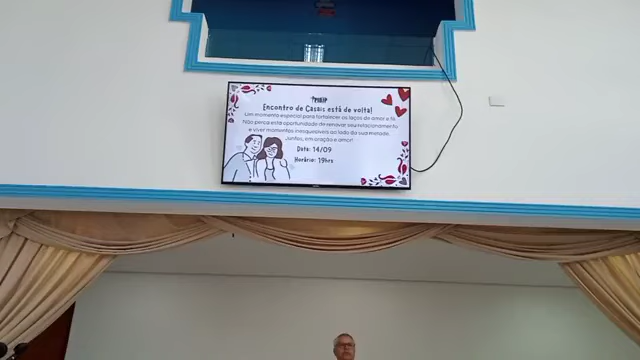 Encontro de Casais está de volta!
Um momento especial para fortalecer os laços de amor e fé
Não perca esta oportunidade de renovar seu relacionamento
e viver momentos inesquecíveis ao lado da sua metade.
Juntos, em oração e amor!
Data: 14/09
Horário: 19hrs